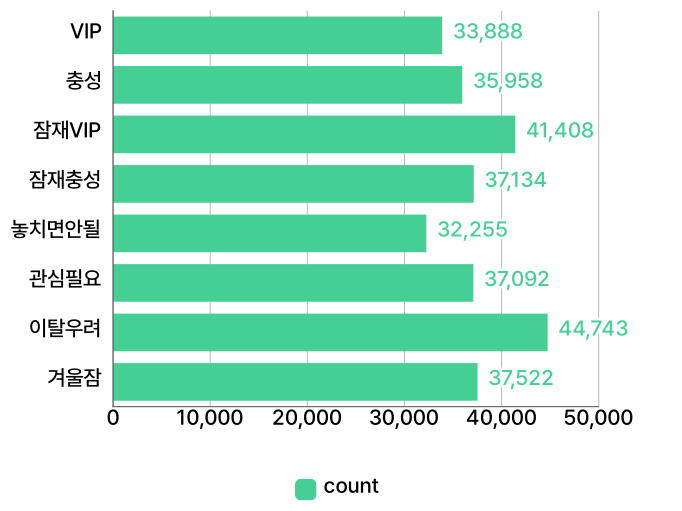 VIP 33,888
충성 35,958
잠재VIP 41,408
잠재충성 37,134
놓치면안될 32,255
관심필요 37,092
이탈우려 44,743
겨울잠 37,522
0 10,000 20,000 30,000 40,000 50,000
count